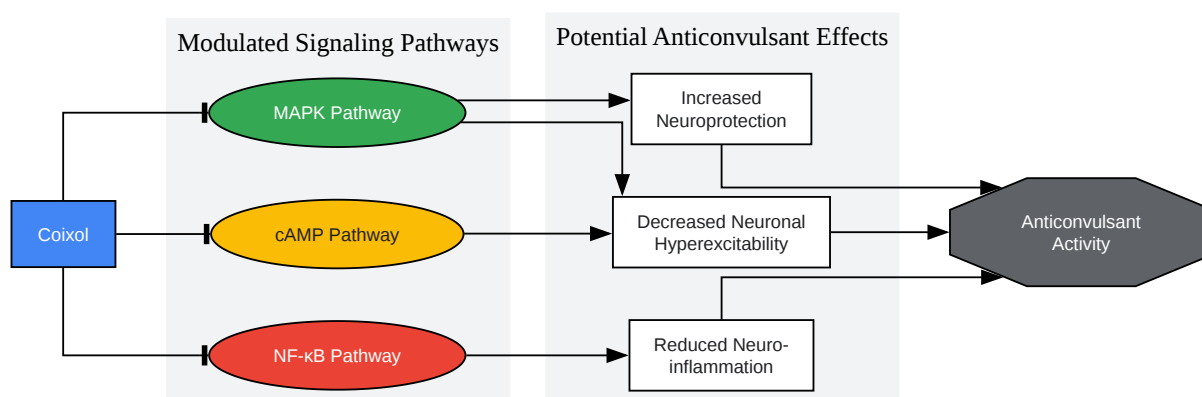 Modulated Signaling Pathways
Potential Anticonvulsant Effects
MAPK Pathway
Increased
Neuroprotection
Coixol
cAMP Pathway
Decreased Neuronal
Hyperexcitability
Anticonvulsant
Activity
NF-κB Pathway
Reduced Neuro-
inflammation